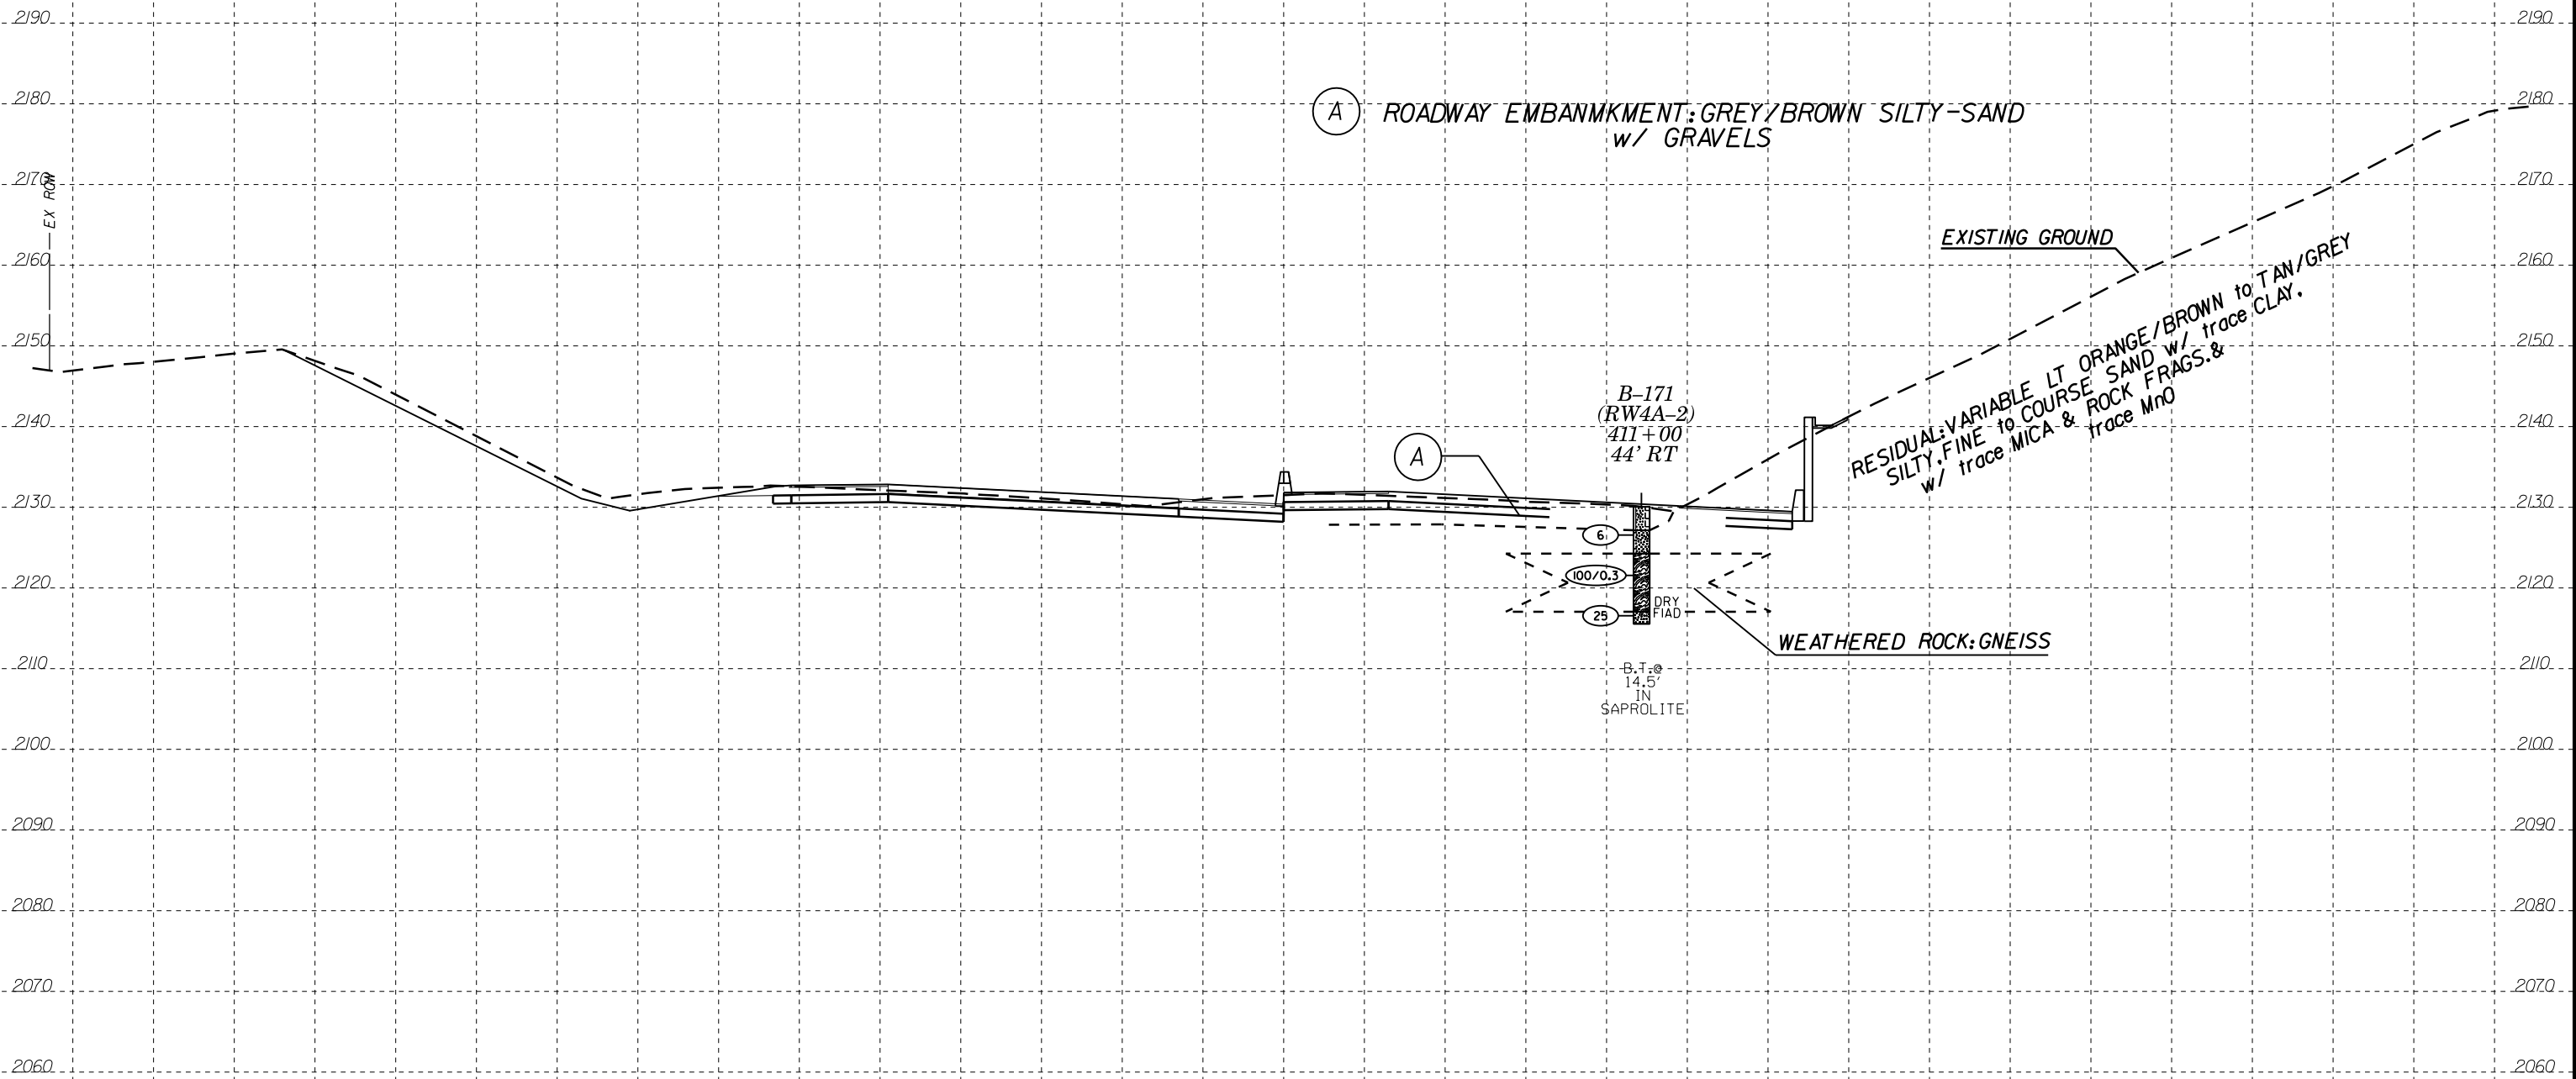 2190 2190
2180 2180
A ROADWAY EMBANMKMENT: GREY/BROWN SILTY-SAND
w/ GRAVELS
2170 2170
EX ROW
EXISTING GROUND
2160 2160
RESIDUAL: VARIABLE LT ORANGE/BROWN to TAN/GREY
SILTY, FINE to COURSE SAND w/ trace CLAY,
w/ trace MICA & ROCK FRAGS. &
trace MnO
2150 2150
B-171
(RW4A-2)
411+00
44' RT
2140 2140
A
2130 2130
6
100/0.3
2120 2120
DRY
FIAD
25
WEATHERED ROCK: GNEISS
2110 2110
B.T.@
14.5'
IN
SAPROLITE
2100 2100
2090 2090
2080 2080
2070 2070
2060 2060